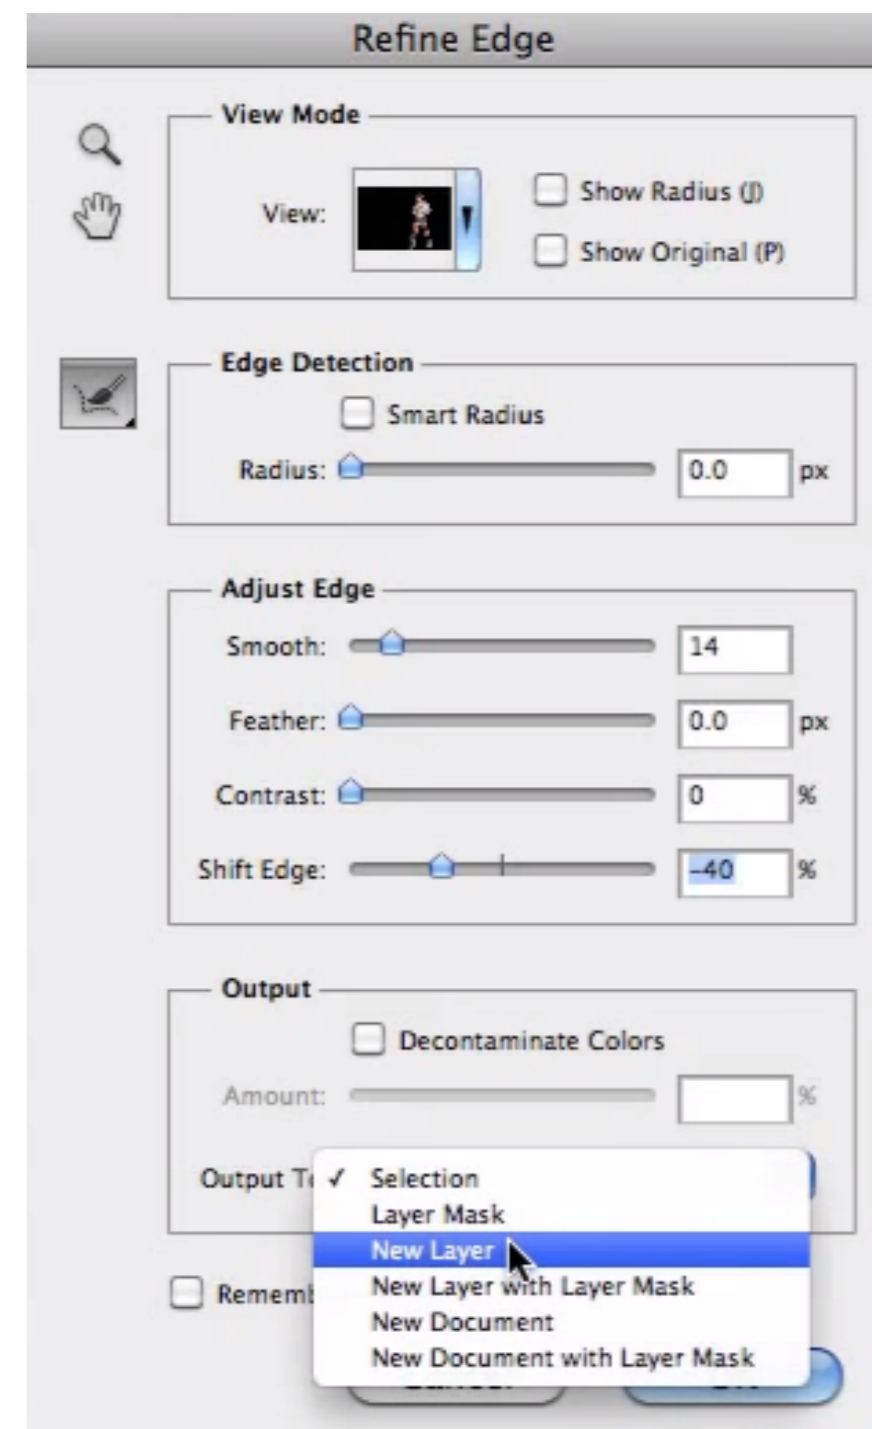 Refine Edge
View Mode
View:
Show Radius (J)
Show Original (P)
Edge Detection
Smart Radius
Radius: 0.0 px
Adjust Edge
Smooth: 14
Feather: 0.0 px
Contrast: 0 %
Shift Edge: -40 %
Output
Decontaminate Colors
Amount: %
Output T ✓ Selection
Layer Mask
New Layer
New Layer with Layer Mask
New Document
New Document with Layer Mask